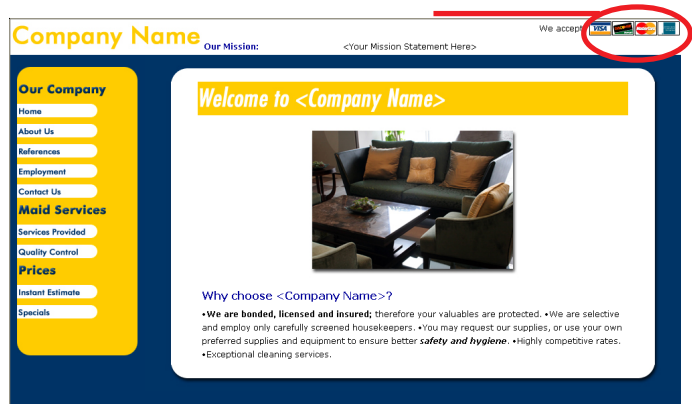 Company Name
Our Mission: <Your Mission Statement Here>
We accept: VISA MasterCard
Our Company
Home
About Us
References
Employment
Contact Us
Maid Services
Services Provided
Quality Control
Prices
Instant Estimate
Specials
Welcome to <Company Name>
Why choose <Company Name>?
•We are bonded, licensed and insured; therefore your valuables are protected. •We are selective
and employ only carefully screened housekeepers. •You may request our supplies, or use your own
preferred supplies and equipment to ensure better safety and hygiene. •Highly competitive rates.
•Exceptional cleaning services.